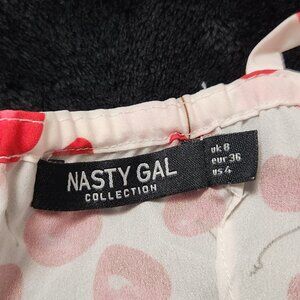 NASTY GAL
COLLECTION
uk 8
eur 36
us 4